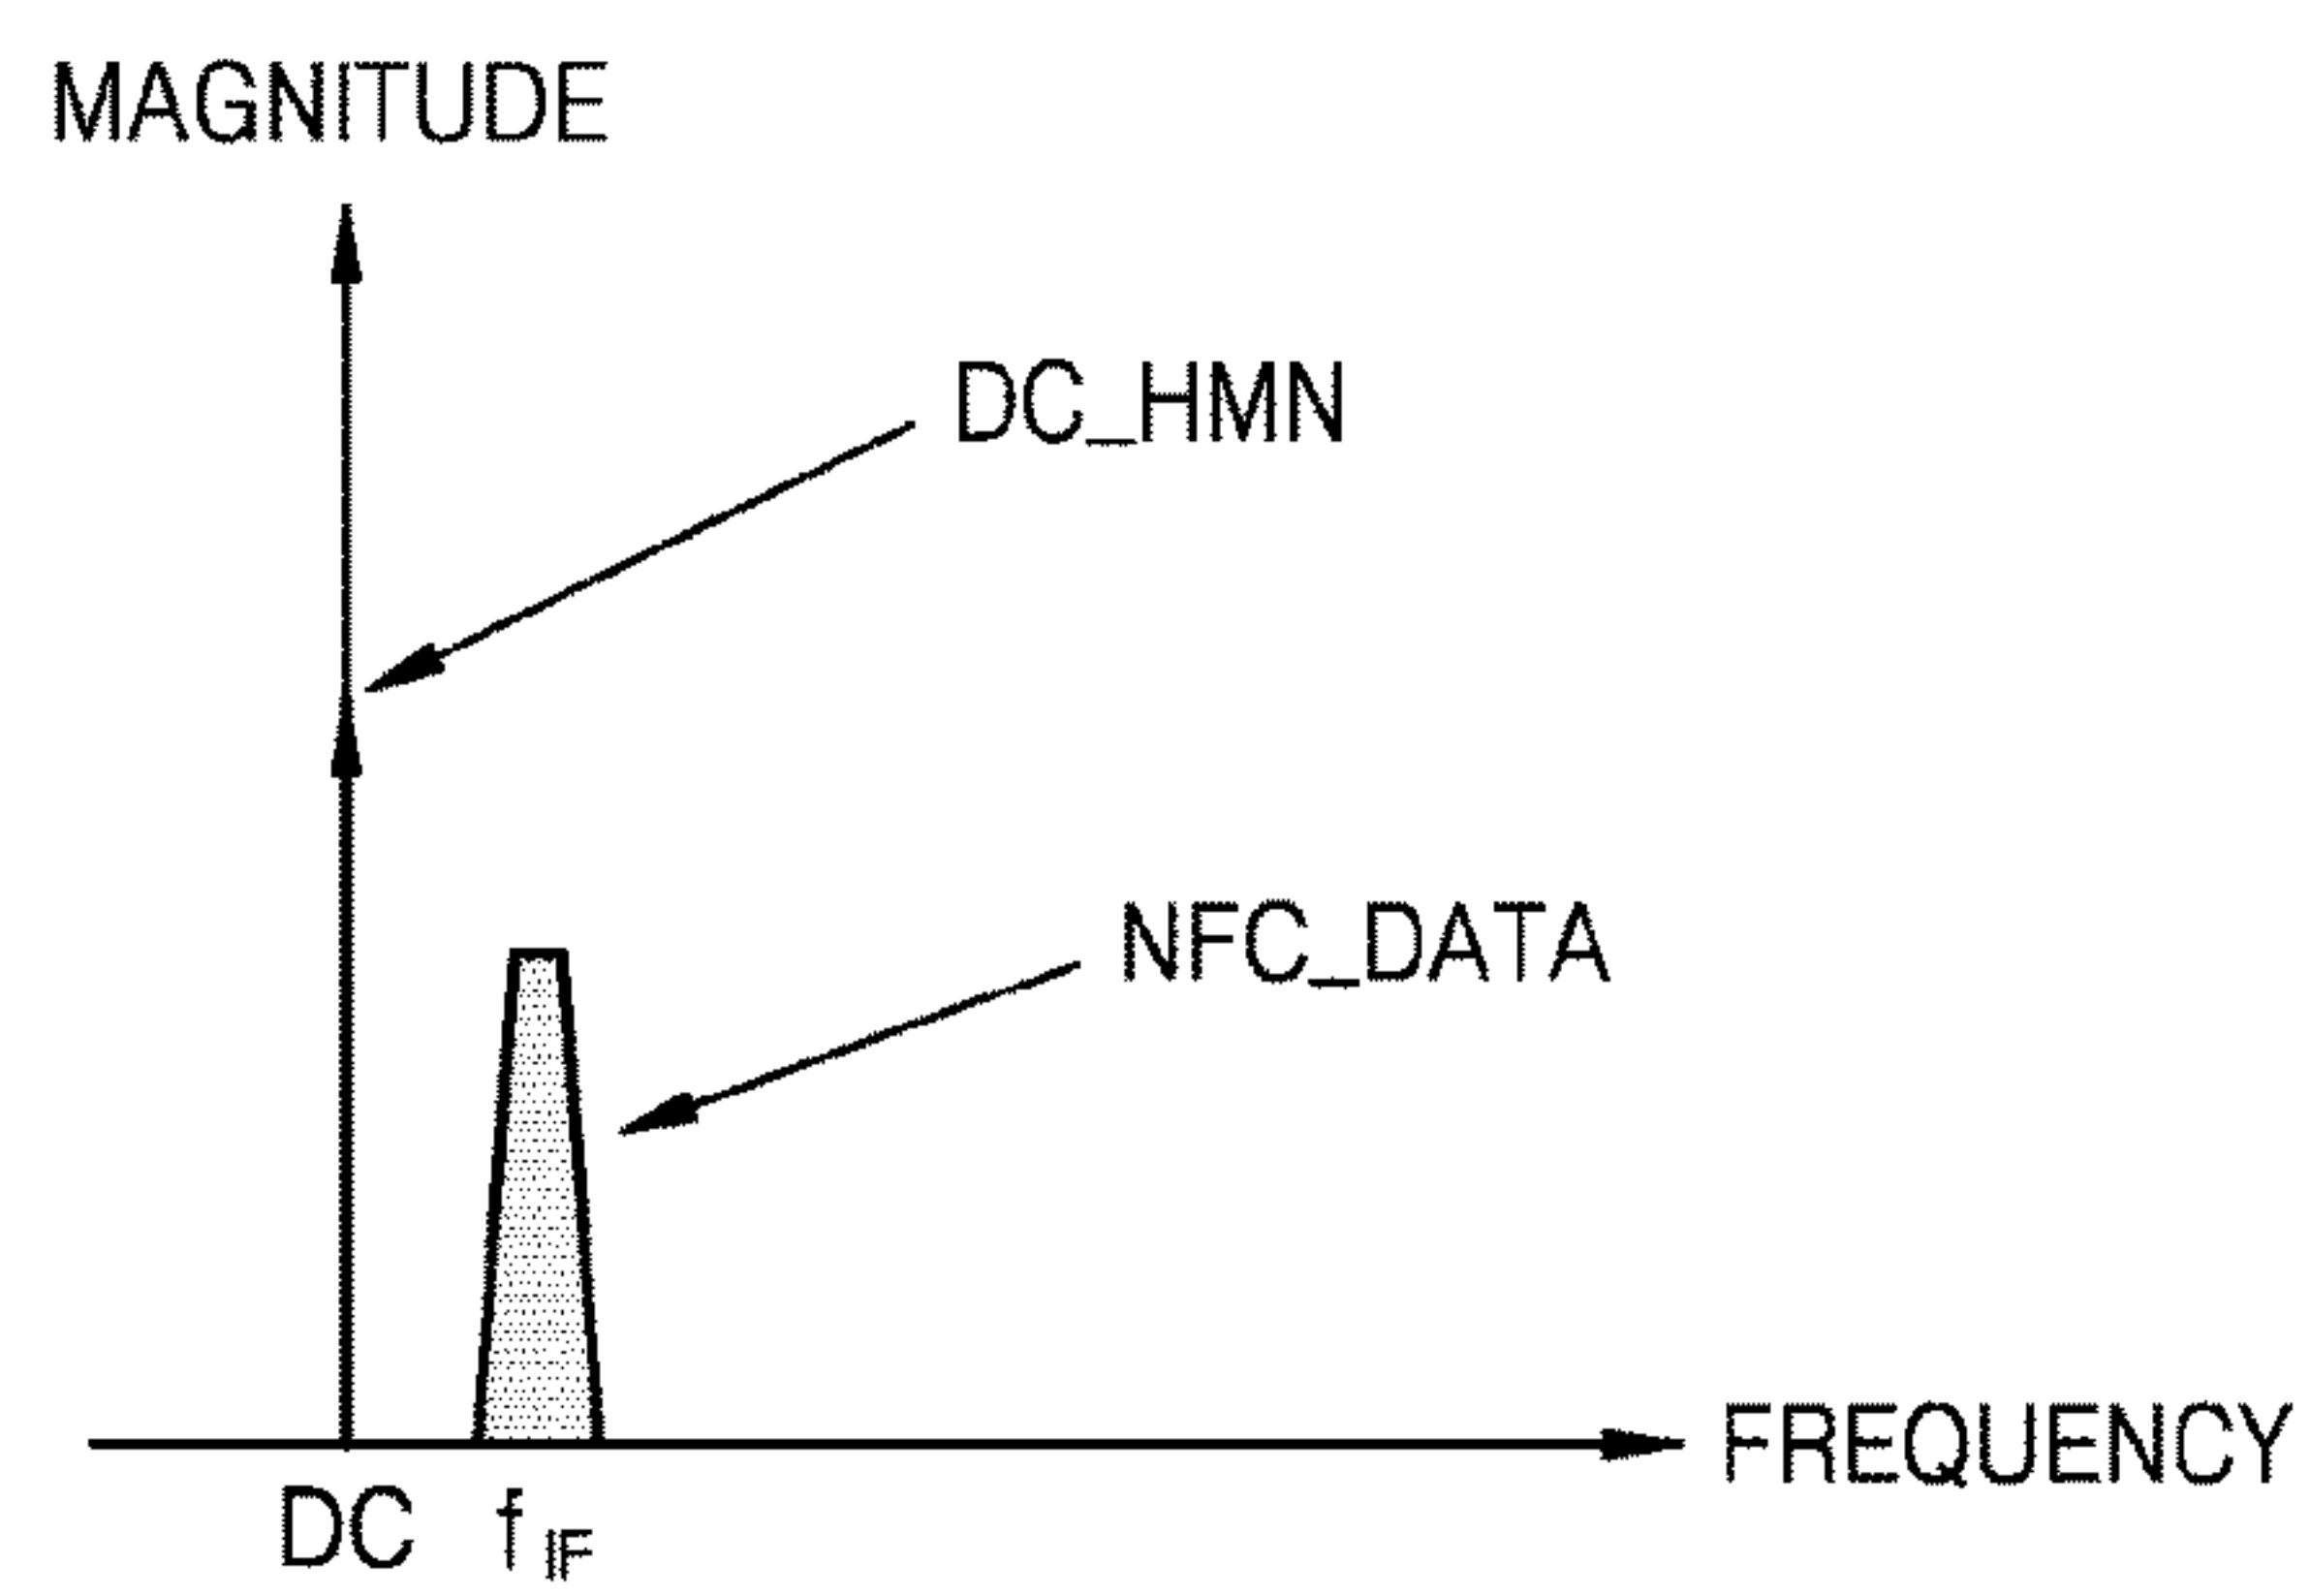 MAGNITUDE
DC_HMN
NFC_DATA
FREQUENCY
DC
f IF